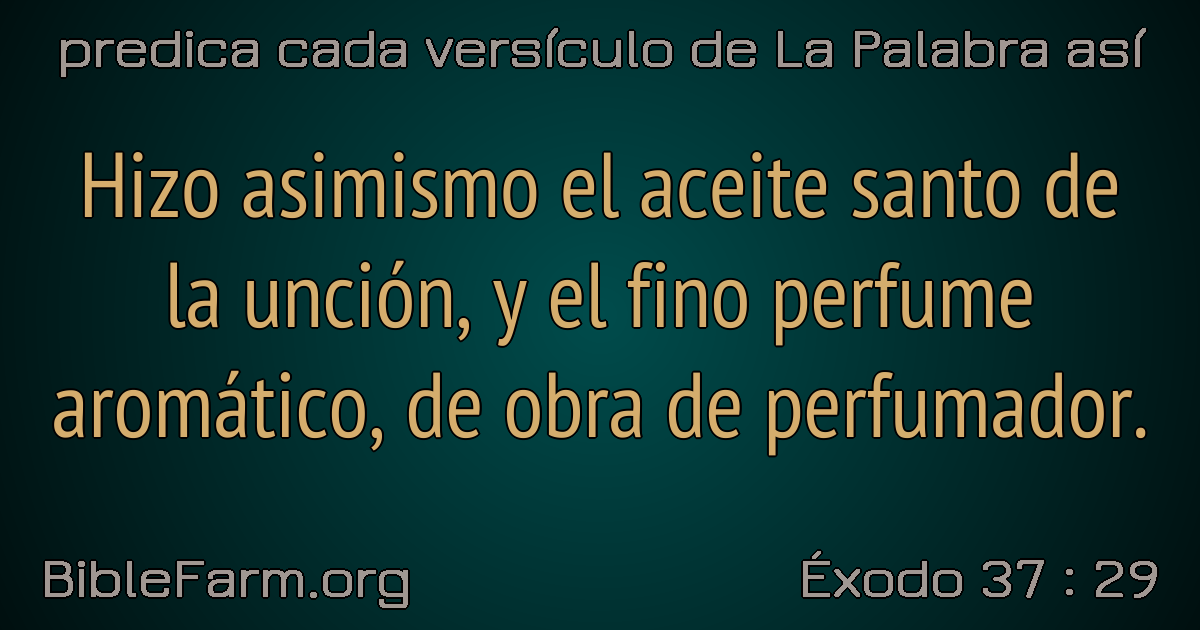 predica cada versículo de La Palabra así
Hizo asimismo el aceite santo de
la unción, y el fino perfume
aromático, de obra de perfumador.
BibleFarm.org
Éxodo 37 : 29